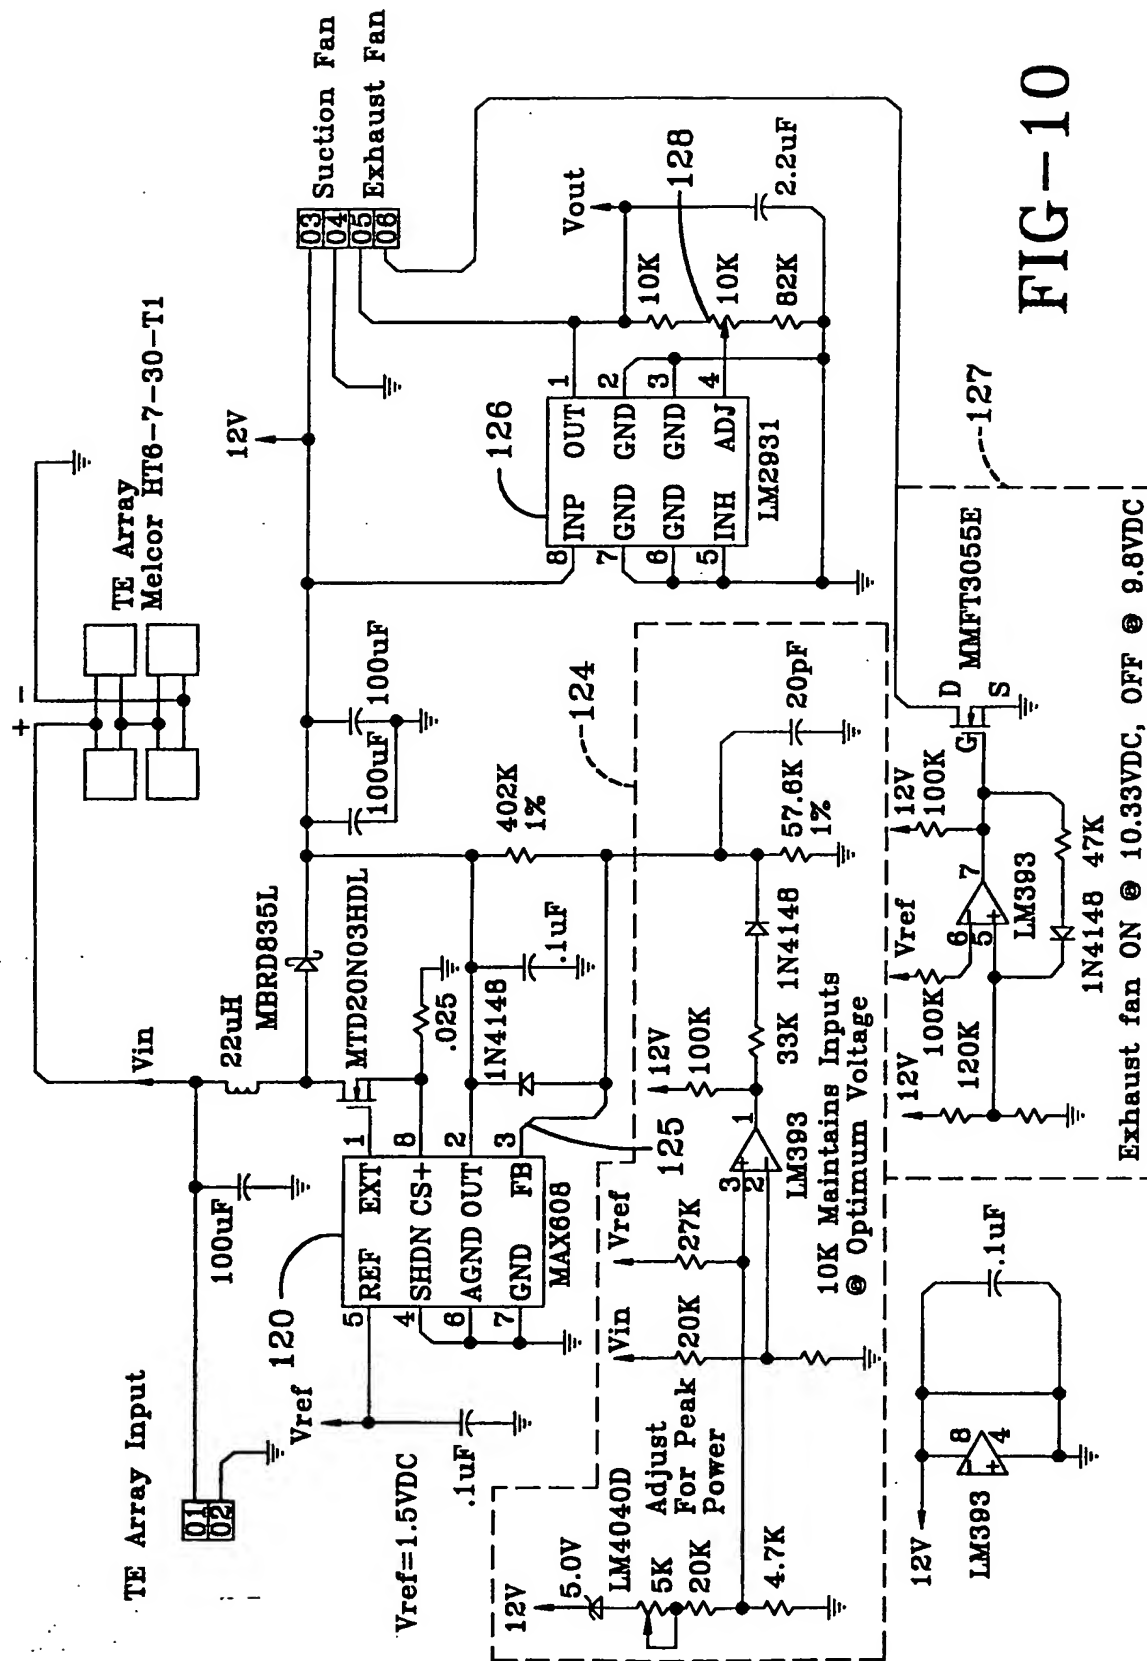 TE Array Input
01
02
+ -
TE Array
Melcor HT6-7-30-T1
Vin
22uH
MBRD835L
100uF
120
Vref
Vref=1.5VDC
.1uF
5 REF EXT 1
4 SHDN CS+ 8
6 AGND OUT 2
7 GND FB 3
MAX608
MTD20N03HDL
.025
1N4148
.1uF
125
402K
1%
100uF
100uF
12V
03
04
05
06
Suction Fan
Exhaust Fan
126
8 INP OUT 1
7 GND GND 2
6 GND GND 3
5 INH ADJ 4
LM2931
Vout
10K
10K
82K
128
2.2uF
124
12V
5.0V
LM4040D
5K
Adjust
For Peak
Power
20K
4.7K
Vin
20K
Vref
27K
3
2
+
1
LM393
12V
100K
33K 1N4148
57.6K
1%
20pF
10K Maintains Inputs
@ Optimum Voltage
12V
LM393
8
4
+
.1uF
12V
120K
100K
Vref
6
5
+
7
LM393
1N4148 47K
12V
100K
G
D
S
MMFT3055E
127
Exhaust fan ON @ 10.33VDC, OFF @ 9.8VDC
FIG-10